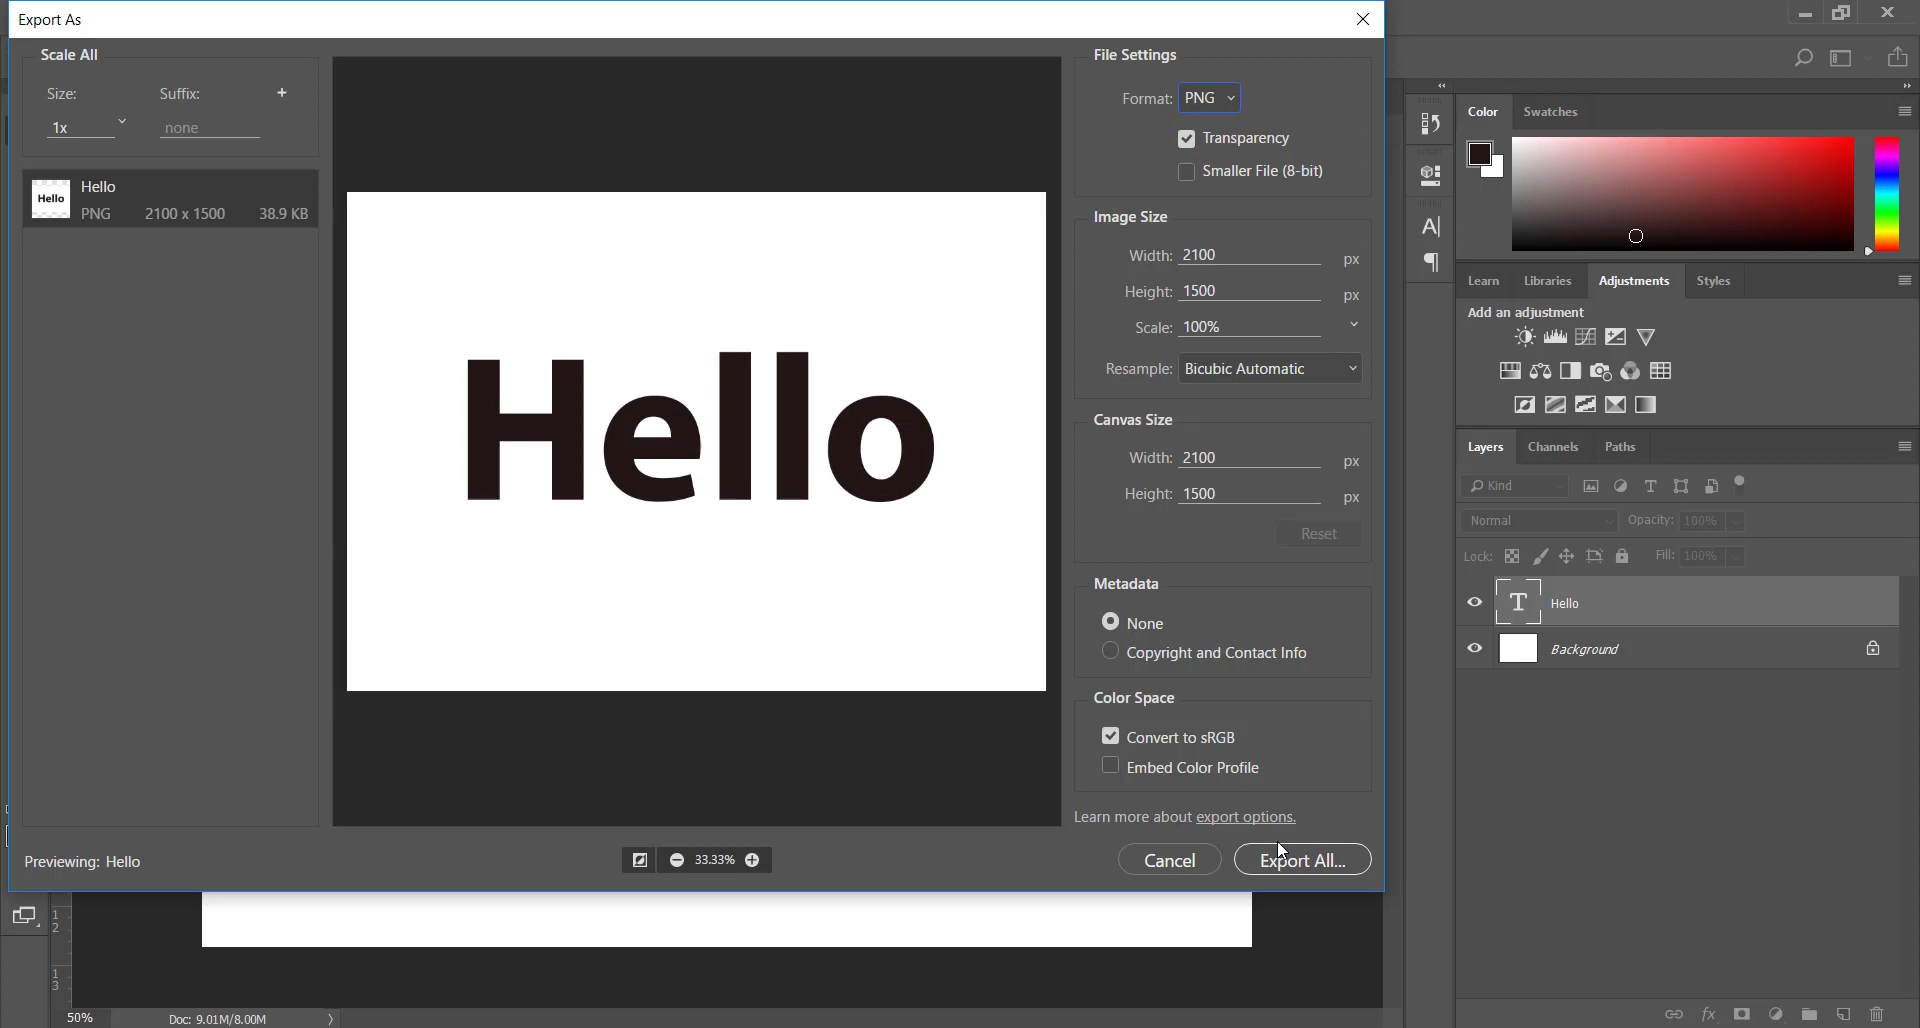 Export As
Scale All
Size:
Suffix:
1x
none
Hello
Hello
PNG
2100 x 1500
38.9 KB
Hello
Previewing: Hello
33.33%
File Settings
Format: PNG
Transparency
Smaller File (8-bit)
Image Size
Width: 2100 px
Height: 1500 px
Scale: 100%
Resample: Bicubic Automatic
Canvas Size
Width: 2100 px
Height: 1500 px
Reset
Metadata
None
Copyright and Contact Info
Color Space
Convert to sRGB
Embed Color Profile
Learn more about export options.
Cancel
Export All...
Color
Swatches
Learn
Libraries
Adjustments
Styles
Add an adjustment
Layers
Channels
Paths
Kind
Normal
Opacity: 100%
Lock:
Fill: 100%
Hello
Background
fx
1
2
1
3
50%
Doc: 9.01M/8.00M